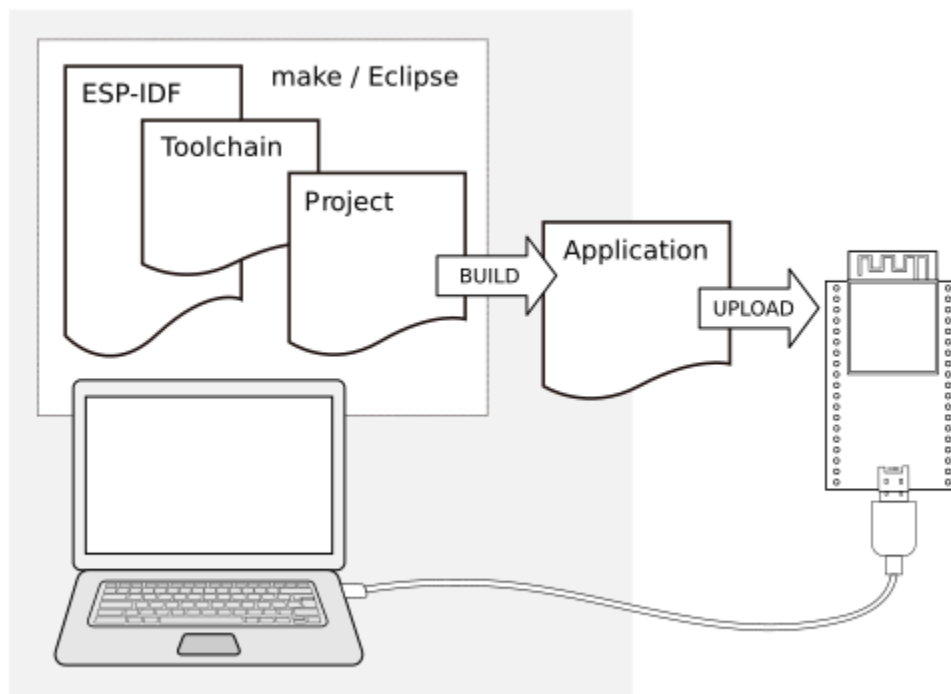 ESP-IDF
make / Eclipse
Toolchain
Project
BUILD
Application
UPLOAD